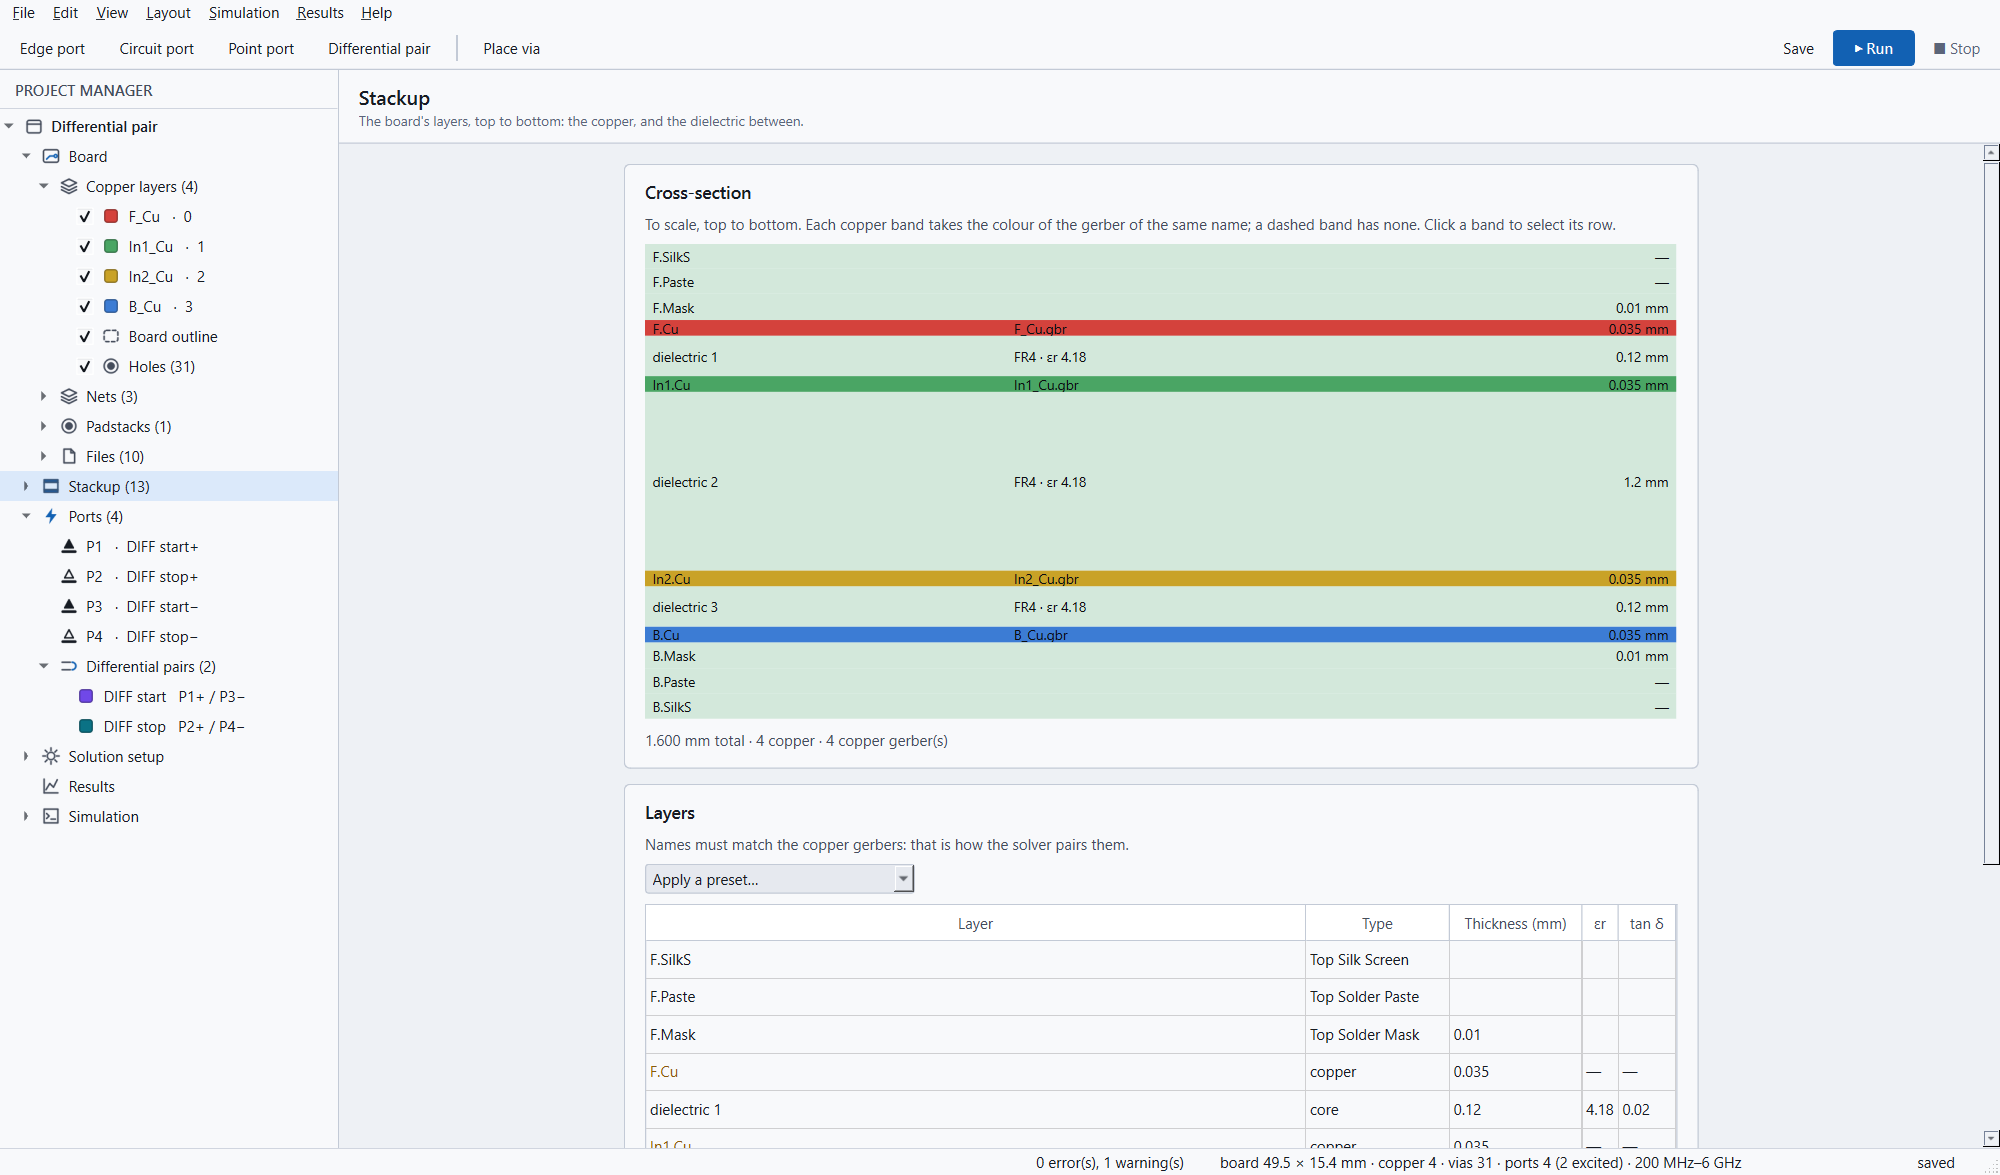 File Edit View Layout Simulation Results Help
Edge port Circuit port Point port Differential pair Place via Save Run Stop
PROJECT MANAGER
Differential pair
Board
Copper layers (4)
F_Cu · 0
In1_Cu · 1
In2_Cu · 2
B_Cu · 3
Board outline
Holes (31)
Nets (3)
Padstacks (1)
Files (10)
Stackup (13)
Ports (4)
P1 · DIFF start+
P2 · DIFF stop+
P3 · DIFF start−
P4 · DIFF stop−
Differential pairs (2)
DIFF start P1+ / P3−
DIFF stop P2+ / P4−
Solution setup
Results
Simulation
Stackup
The board's layers, top to bottom: the copper, and the dielectric between.
Cross-section
To scale, top to bottom. Each copper band takes the colour of the gerber of the same name; a dashed band has none. Click a band to select its row.
F.SilkS —
F.Paste —
F.Mask 0.01 mm
F.Cu F_Cu.gbr 0.035 mm
dielectric 1 FR4 · εr 4.18 0.12 mm
In1.Cu In1_Cu.gbr 0.035 mm
dielectric 2 FR4 · εr 4.18 1.2 mm
In2.Cu In2_Cu.gbr 0.035 mm
dielectric 3 FR4 · εr 4.18 0.12 mm
B.Cu B_Cu.gbr 0.035 mm
B.Mask 0.01 mm
B.Paste —
B.SilkS —
1.600 mm total · 4 copper · 4 copper gerber(s)
Layers
Names must match the copper gerbers: that is how the solver pairs them.
Apply a preset...
Layer Type Thickness (mm) εr tan δ
F.SilkS Top Silk Screen
F.Paste Top Solder Paste
F.Mask Top Solder Mask 0.01
F.Cu copper 0.035 — —
dielectric 1 core 0.12 4.18 0.02
In1.Cu copper 0.035 — —
0 error(s), 1 warning(s) board 49.5 × 15.4 mm · copper 4 · vias 31 · ports 4 (2 excited) · 200 MHz–6 GHz saved